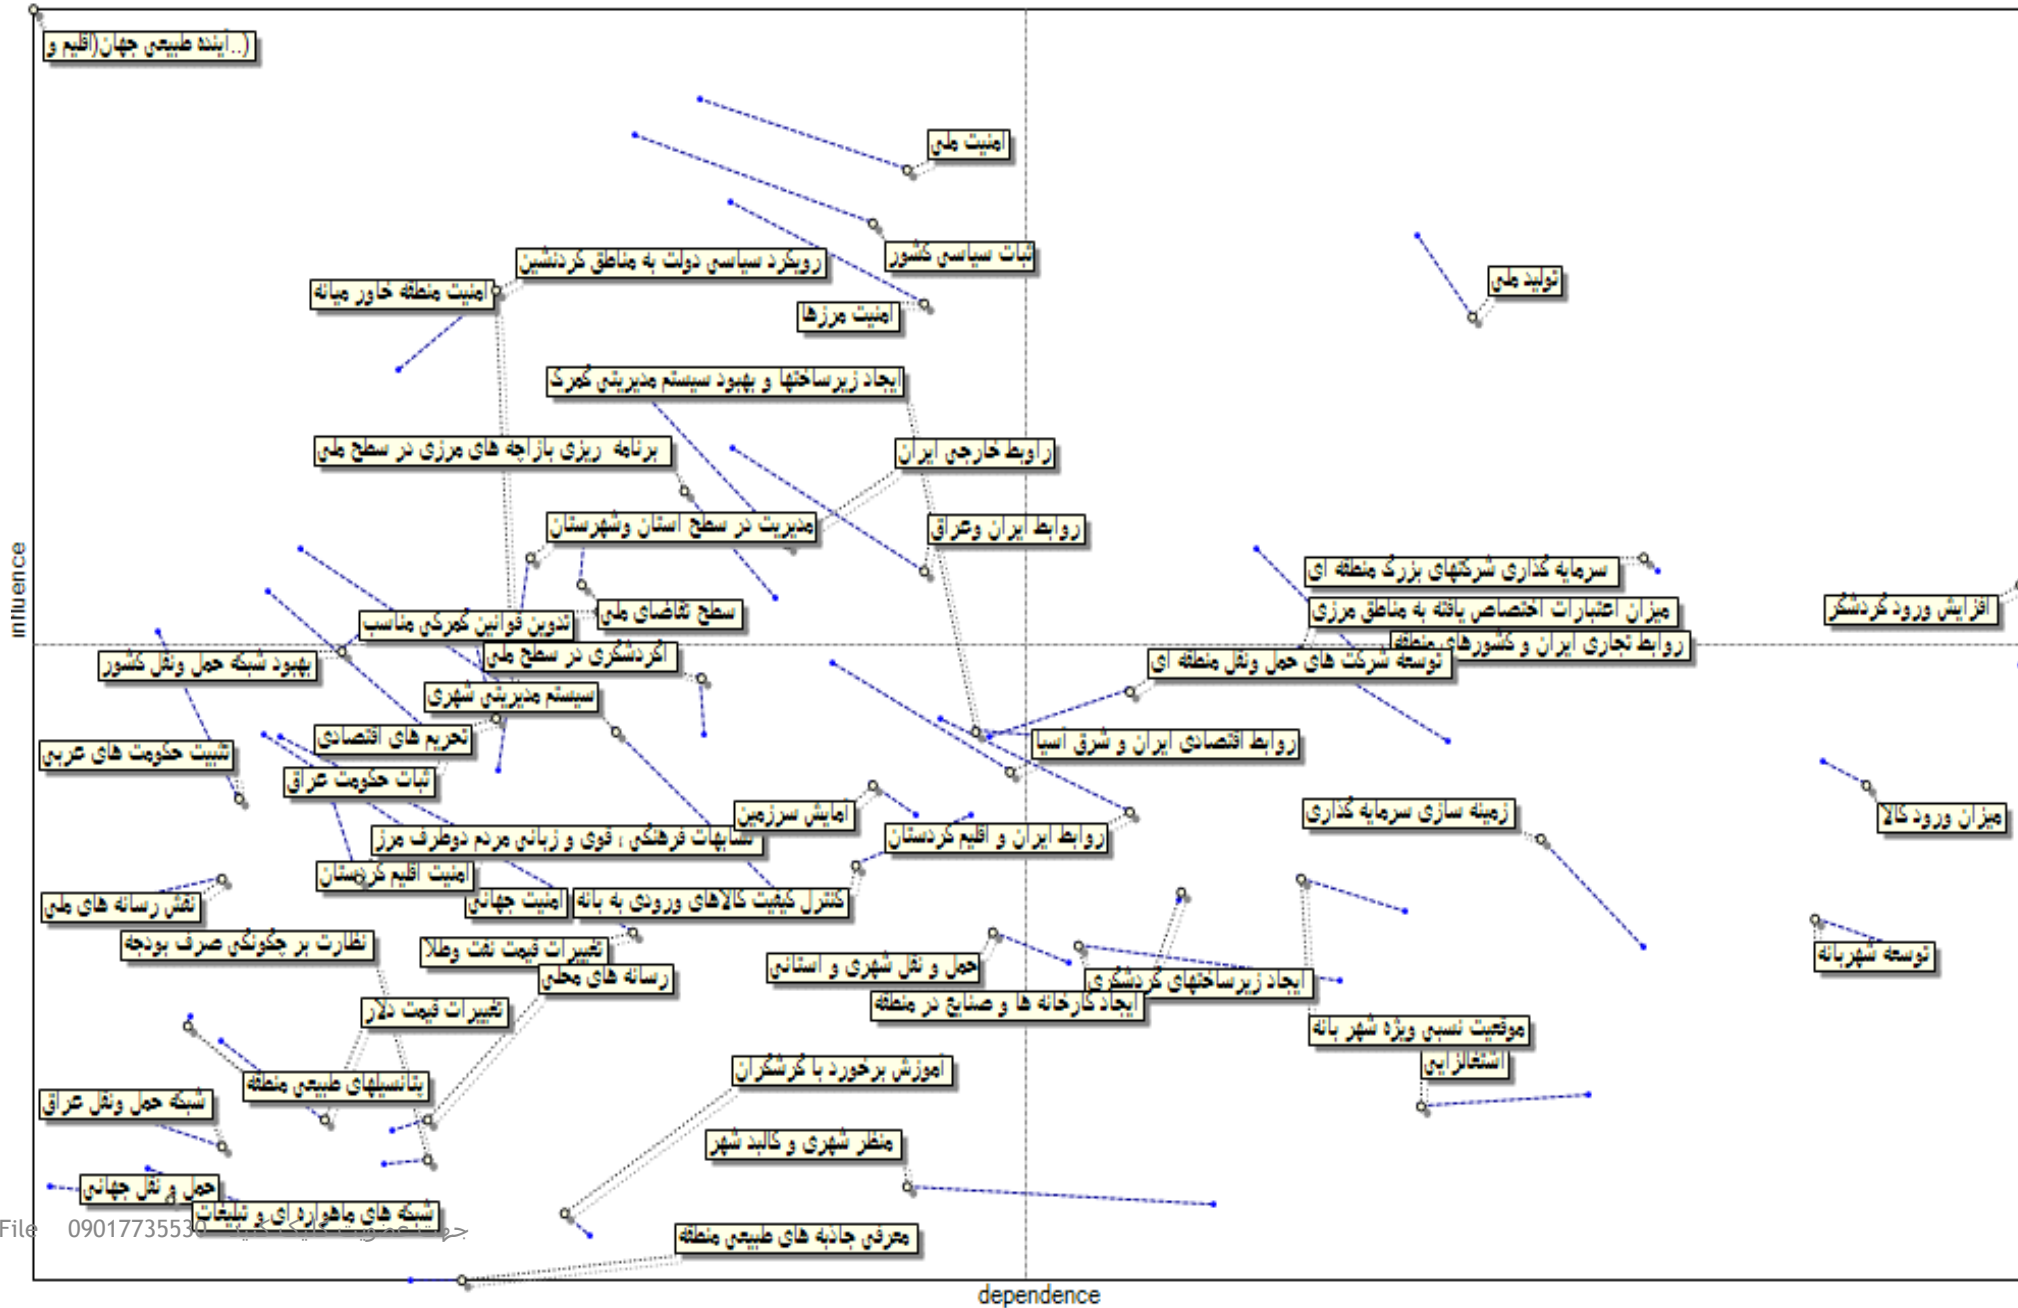 آینده طبیعی جهان(اقلیم و..)
امنیت ملی
ثبات سیاسی کشور
رویکرد سیاسی دولت به مناطق کردنشین
تولید ملی
امنیت منطقه خاور میانه
امنیت مرزها
ایجاد زیرساختها و بهبود سیستم مدیریتی گمرک
راوبط خارجی ایران
برنامه ریزی بازاچه های مرزی در سطح ملی
مدیریت در سطح استان وشهرستان
روابط ایران وعراق
سرمایه گذاری شرکتهای بزرگ منطقه ای
افزایش ورود گردشگر
میزان اعتبارات اختصاص یافته به مناطق مرزی
سطح تقاضای ملی
تدوین قوانین گمرکی مناسب
influence
روابط تجاری ایران و کشورهای منطقه
توسعه شرکت های حمل ونقل منطقه ای
گردشگری در سطح ملی
بهبود شبکه حمل ونقل کشور
سیستم مدیریتی شهری
تحریم های اقتصادی
روابط اقتصادی ایران و شرق آسیا
تثبیت حکومت های عربی
ثبات حکومت عراق
زمینه سازی سرمایه گذاری
میزان ورود کالا
آمایش سرزمین
روابط ایران و اقلیم کردستان
تشابهات فرهنگی ، قوی و زبانی مردم دوطرف مرز
امنیت اقلیم کردستان
امنیت جهانی
کنترل کیفیت کالاهای ورودی به بانه
نقش رسانه های ملی
نظارت بر چگونگی صرف بودجه
تغییرات قیمت نفت وطلا
توسعه شهربانه
حمل و نقل شهری و استانی
رسانه های محلی
ایجاد زیرساختهای گردشگری
ایجاد کارخانه ها و صنایع در منطقه
تغییرات قیمت دلار
موقعیت نسبی ویژه شهر بانه
اشتغالزایی
آموزش برخورد با گرشگران
پتانسیلهای طبیعی منطقه
شبکه حمل ونقل عراق
منظر شهری و کالبد شهر
حمل و نقل جهانی
شبکه های ماهواره ای و تبلیغات
File 09017735530
معرفی جاذبه های طبیعی منطقه
dependence